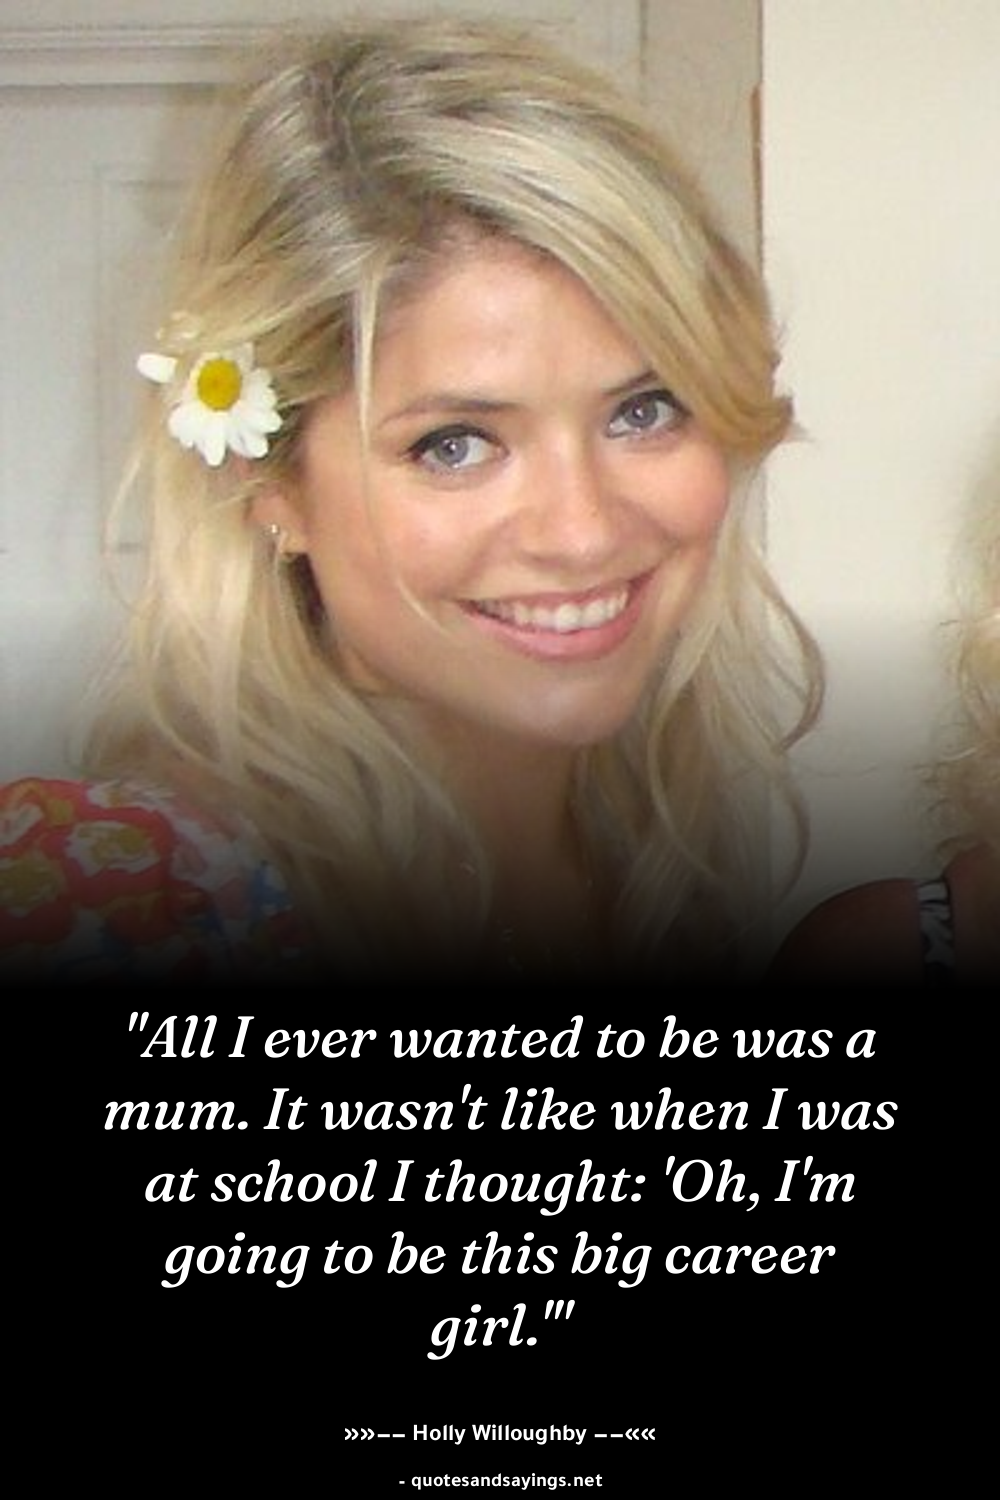 "All I ever wanted to be was a
mum. It wasn't like when I was
at school I thought: 'Oh, I'm
going to be this big career
girl.'"
»»−− Holly Willoughby −−««
- quotesandsayings.net